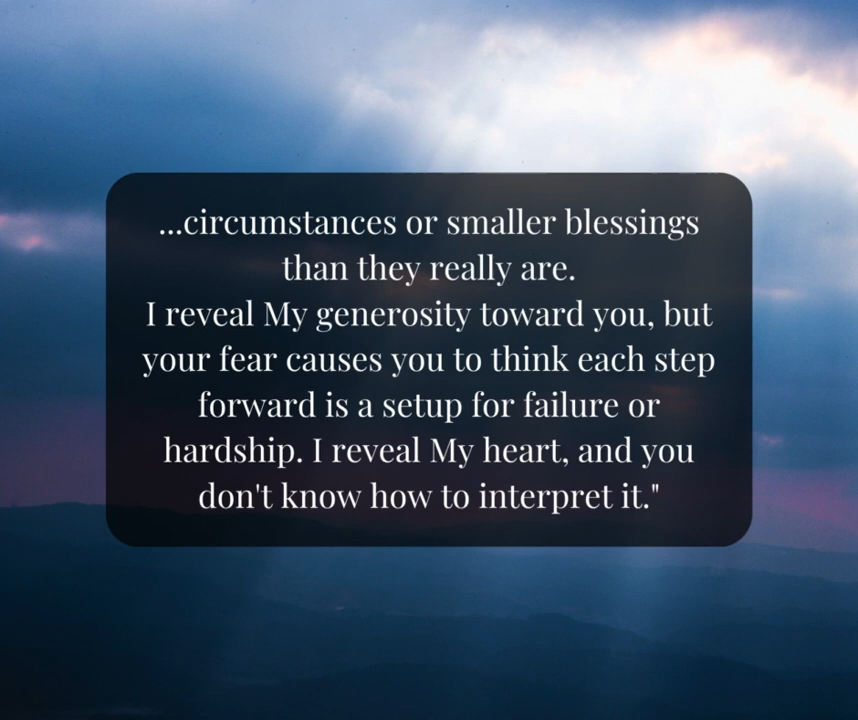 ...circumstances or smaller blessings
than they really are.
I reveal My generosity toward you, but
your fear causes you to think each step
forward is a setup for failure or
hardship. I reveal My heart, and you
don't know how to interpret it."